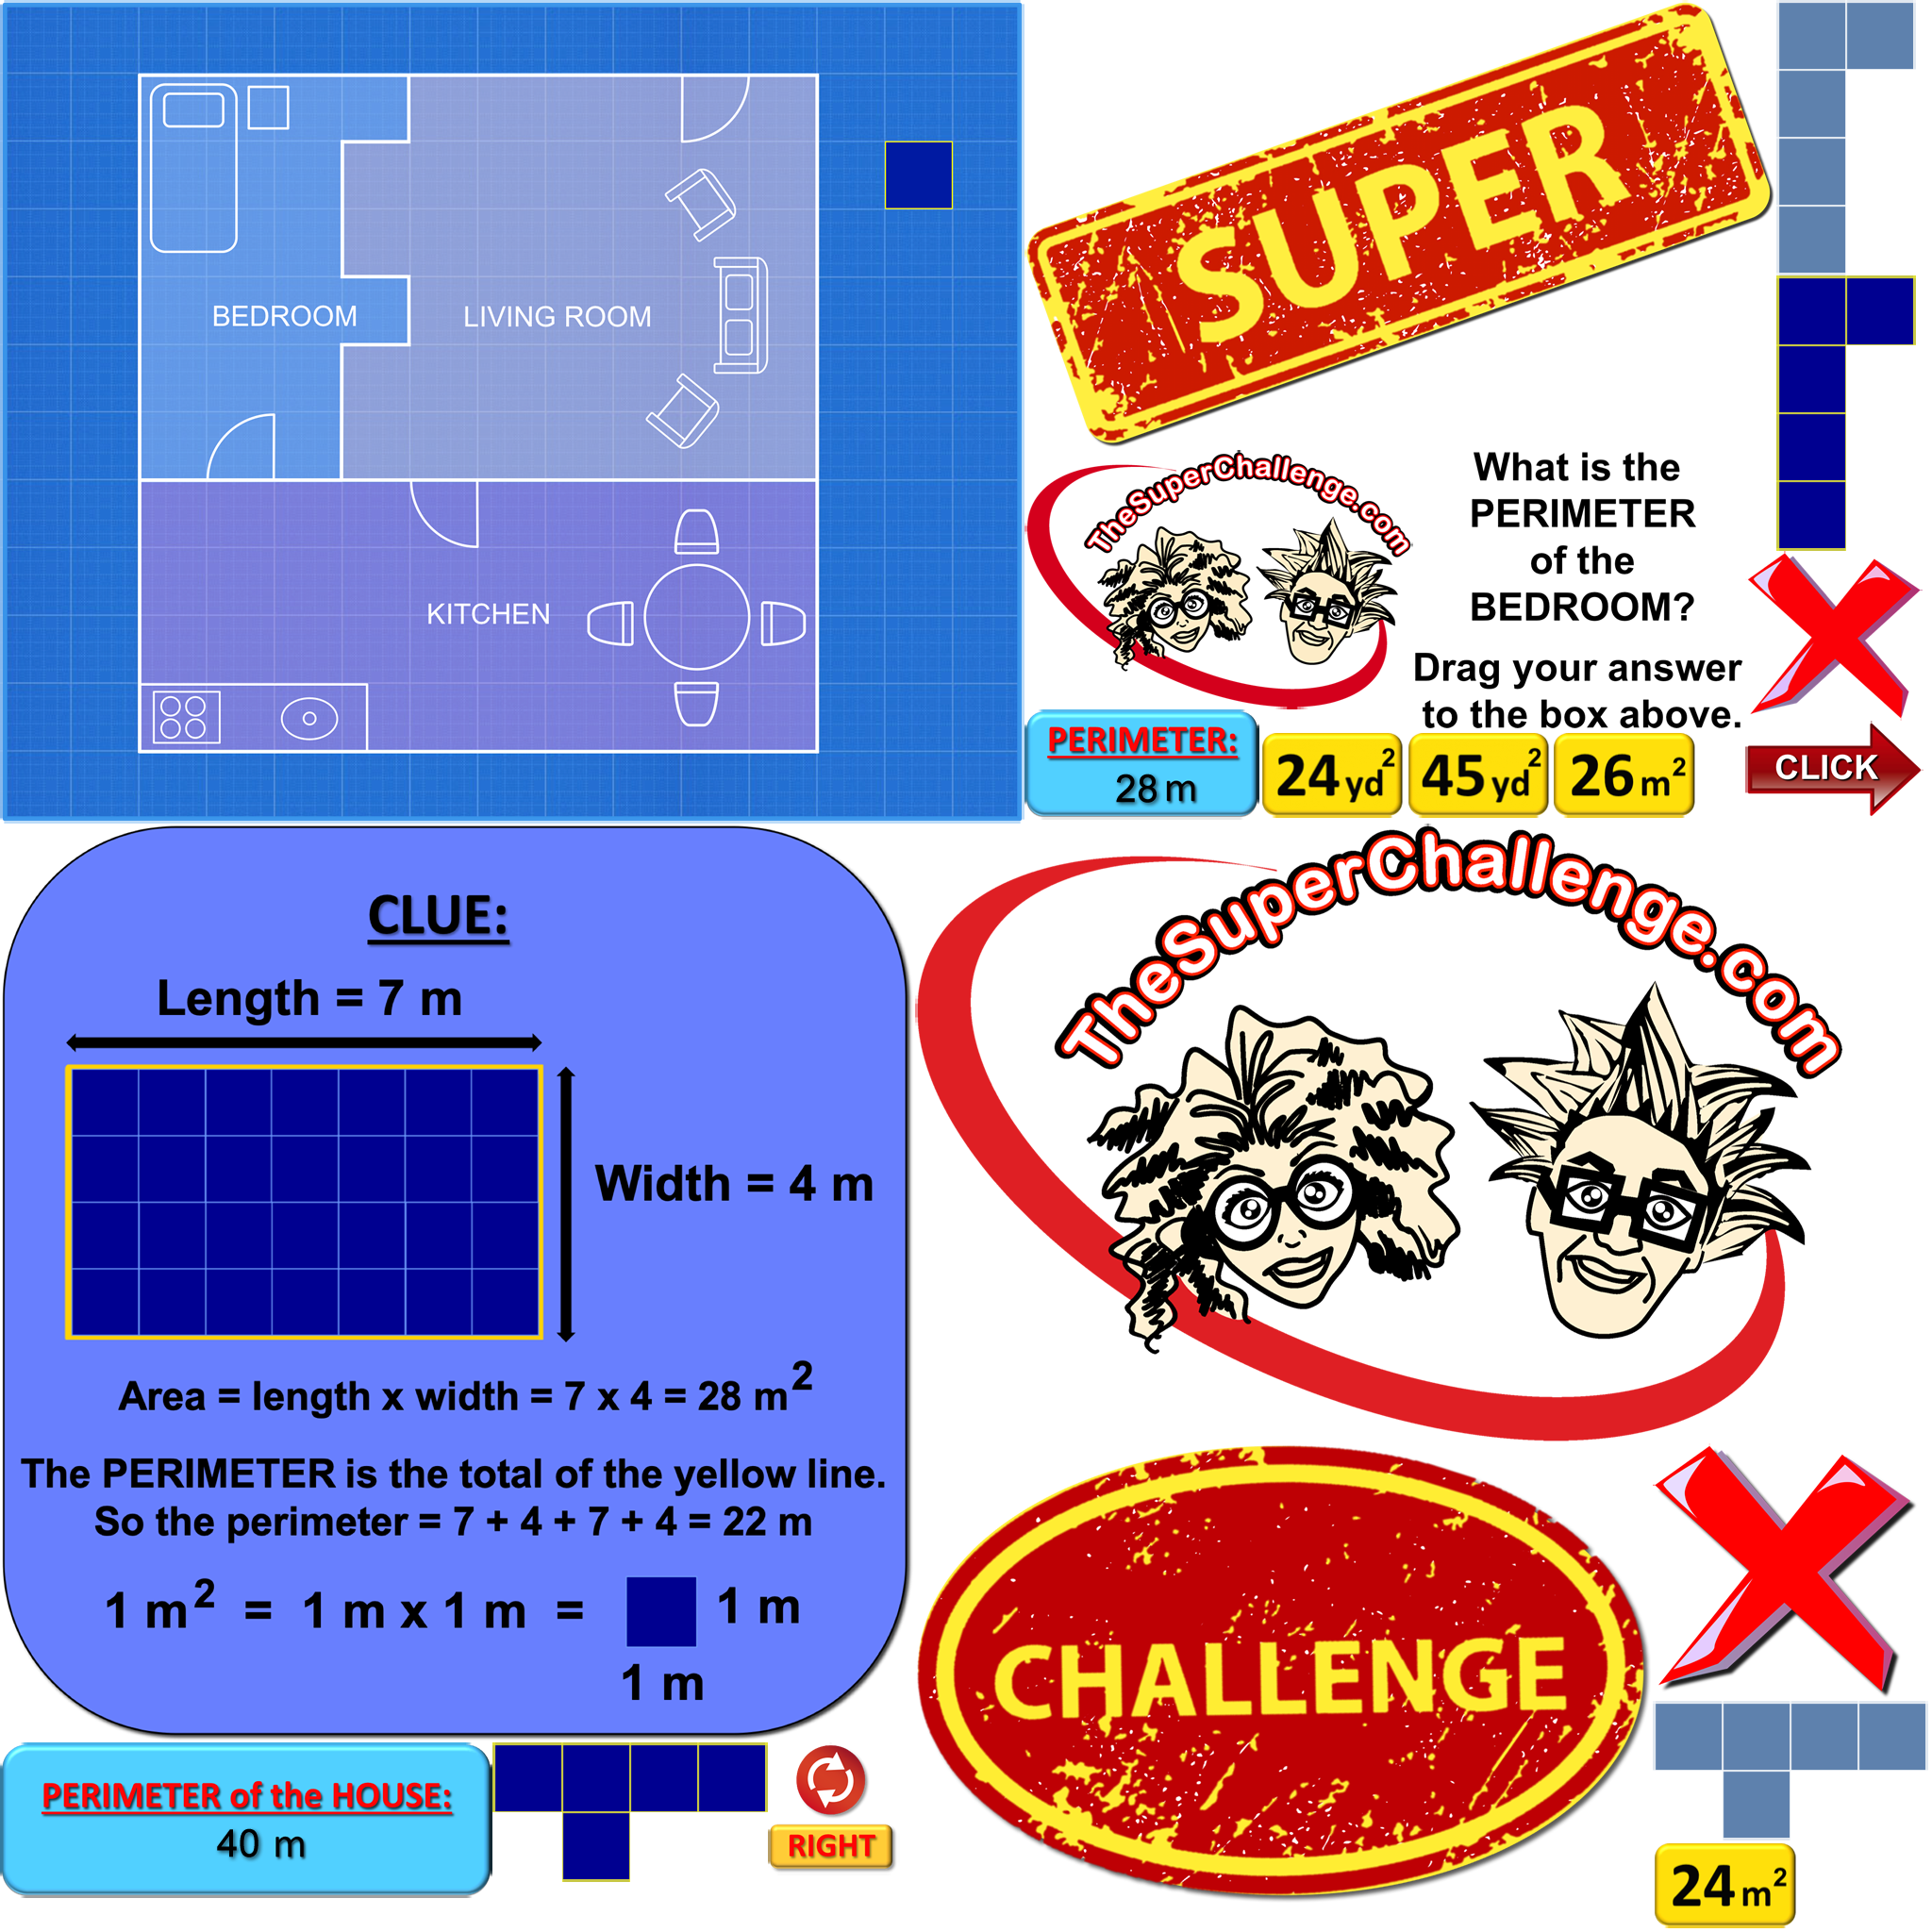 BEDROOM
LIVING ROOM
KITCHEN
SUPER
TheSuperChallenge.com
What is the
PERIMETER
of the
BEDROOM?
Drag your answer
to the box above.
PERIMETER:
28 m
24 yd²
45 yd²
26 m²
CLICK
CLUE:
Length = 7 m
Width = 4 m
Area = length x width = 7 x 4 = 28 m²
The PERIMETER is the total of the yellow line.
So the perimeter = 7 + 4 + 7 + 4 = 22 m
1 m² = 1 m x 1 m = 1 m
1 m
TheSuperChallenge.com
CHALLENGE
PERIMETER of the HOUSE:
40 m
RIGHT
24 m²